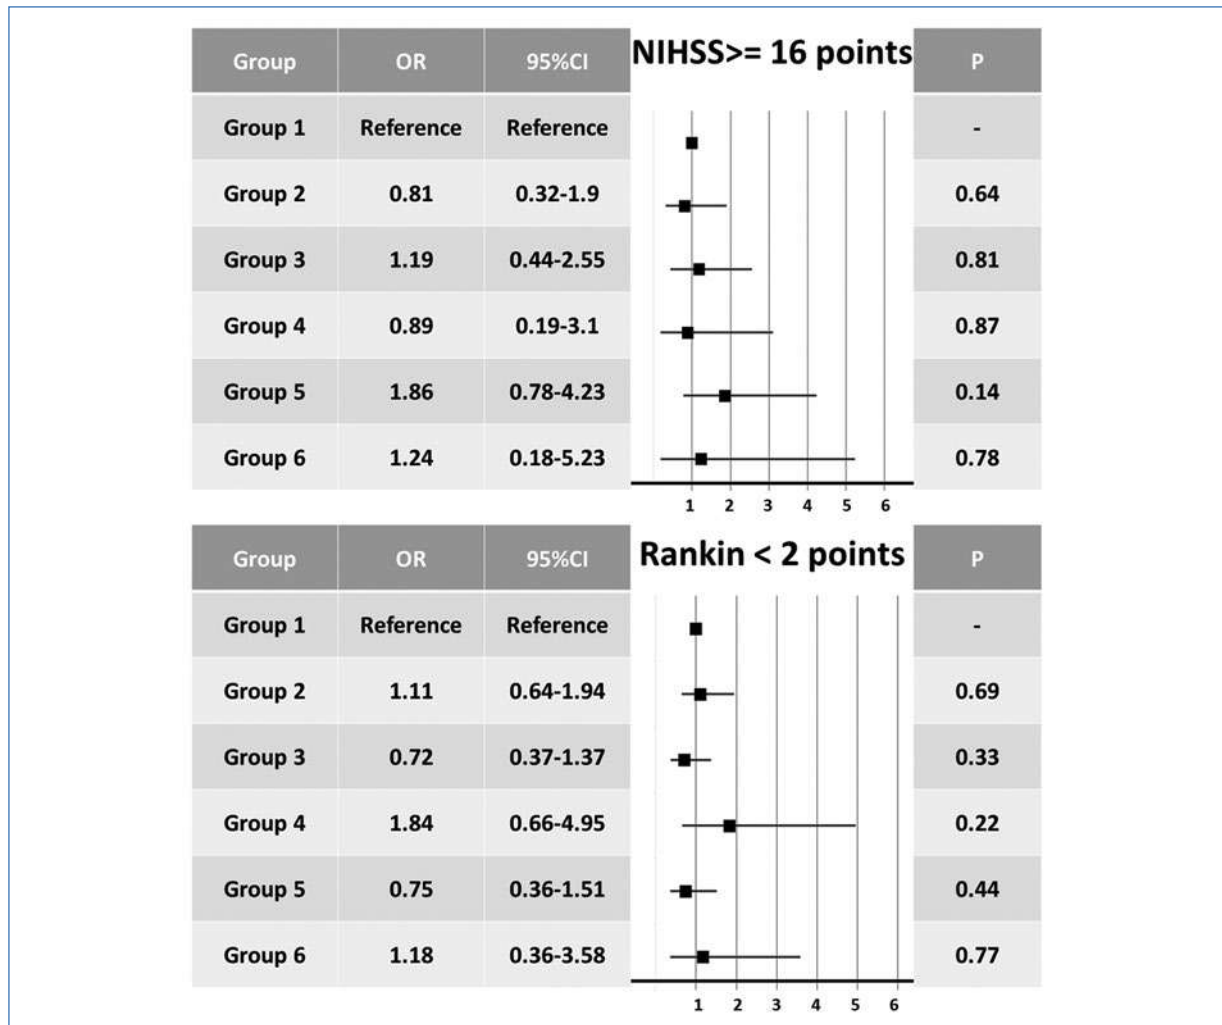 Group OR 95%CI NIHSS>= 16 points P
Group 1 Reference Reference -
Group 2 0.81 0.32-1.9 0.64
Group 3 1.19 0.44-2.55 0.81
Group 4 0.89 0.19-3.1 0.87
Group 5 1.86 0.78-4.23 0.14
Group 6 1.24 0.18-5.23 0.78
1 2 3 4 5 6
Group OR 95%CI Rankin < 2 points P
Group 1 Reference Reference -
Group 2 1.11 0.64-1.94 0.69
Group 3 0.72 0.37-1.37 0.33
Group 4 1.84 0.66-4.95 0.22
Group 5 0.75 0.36-1.51 0.44
Group 6 1.18 0.36-3.58 0.77
1 2 3 4 5 6